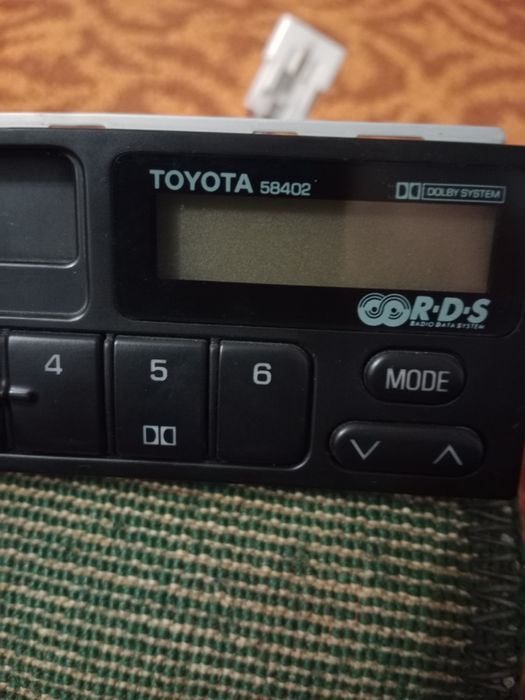 TOYOTA 58402
DOLBY SYSTEM
R·D·S
RADIO DATA SYSTEM
4
5
6
MODE